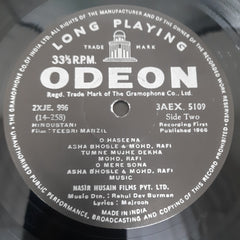 LONG PLAYING
TRADE MARK
33⅓ R.P.M.
ODEON
Regd. Trade Mark of The Gramophone Co. Ltd.
2XJE. 996
3AEX. 5109
(14-258)
Side Two
HINDUSTANI
Recording First
Film: TEESRI MANZIL
Published 1966
O HASEENA
ASHA BHOSLE & MOHD. RAFI
TUMNE MUJHE DEKHA
MOHD. RAFI
O MERE SONA
ASHA BHOSLE & MOHD. RAFI
MUSIC
NASIR HUSAIN FILMS PVT. LTD.
Music Dtn.: Rahul Dev Burman
Lyrics: Majrooh
MADE IN INDIA